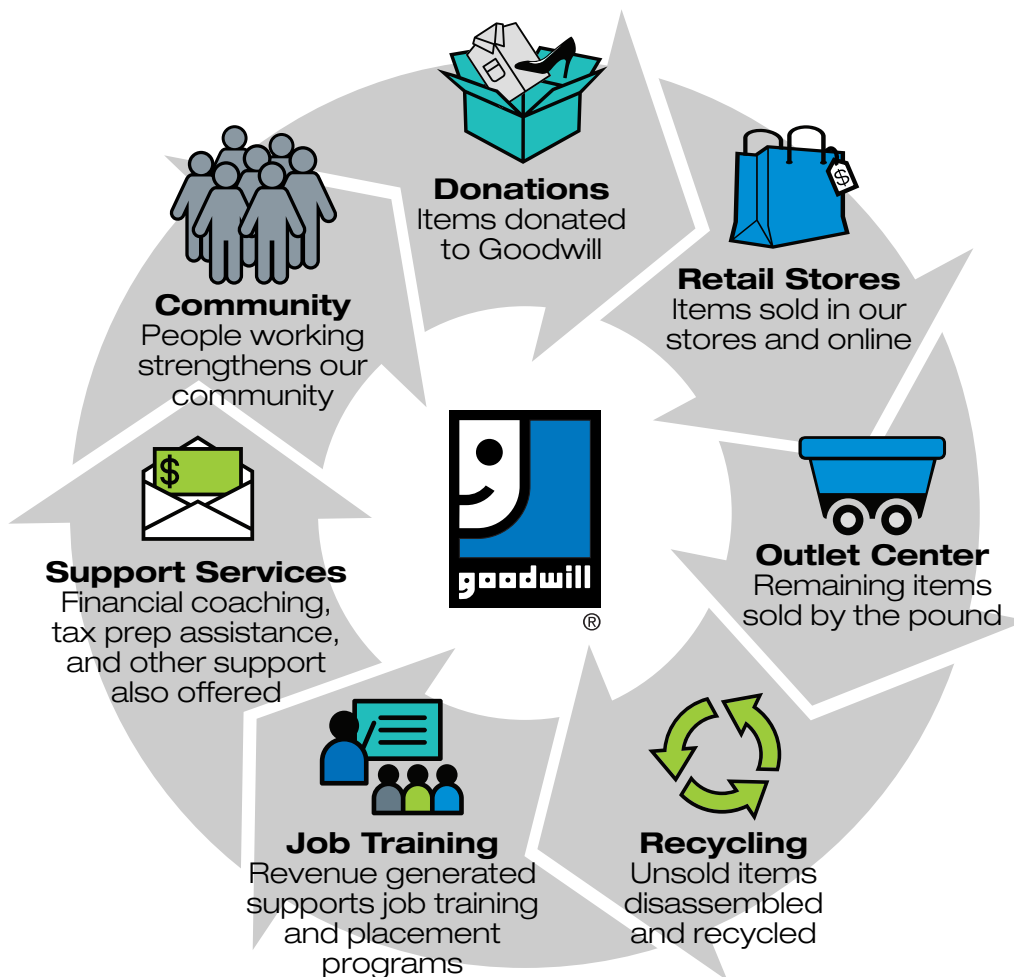 Donations
Items donated
to Goodwill
$
Retail Stores
Items sold in our
stores and online
Outlet Center
Remaining items
sold by the pound
Recycling
Unsold items
disassembled
and recycled
Job Training
Revenue generated
supports job training
and placement
programs
$
Support Services
Financial coaching,
tax prep assistance,
and other support
also offered
Community
People working
strengthens our
community
goodwill
®